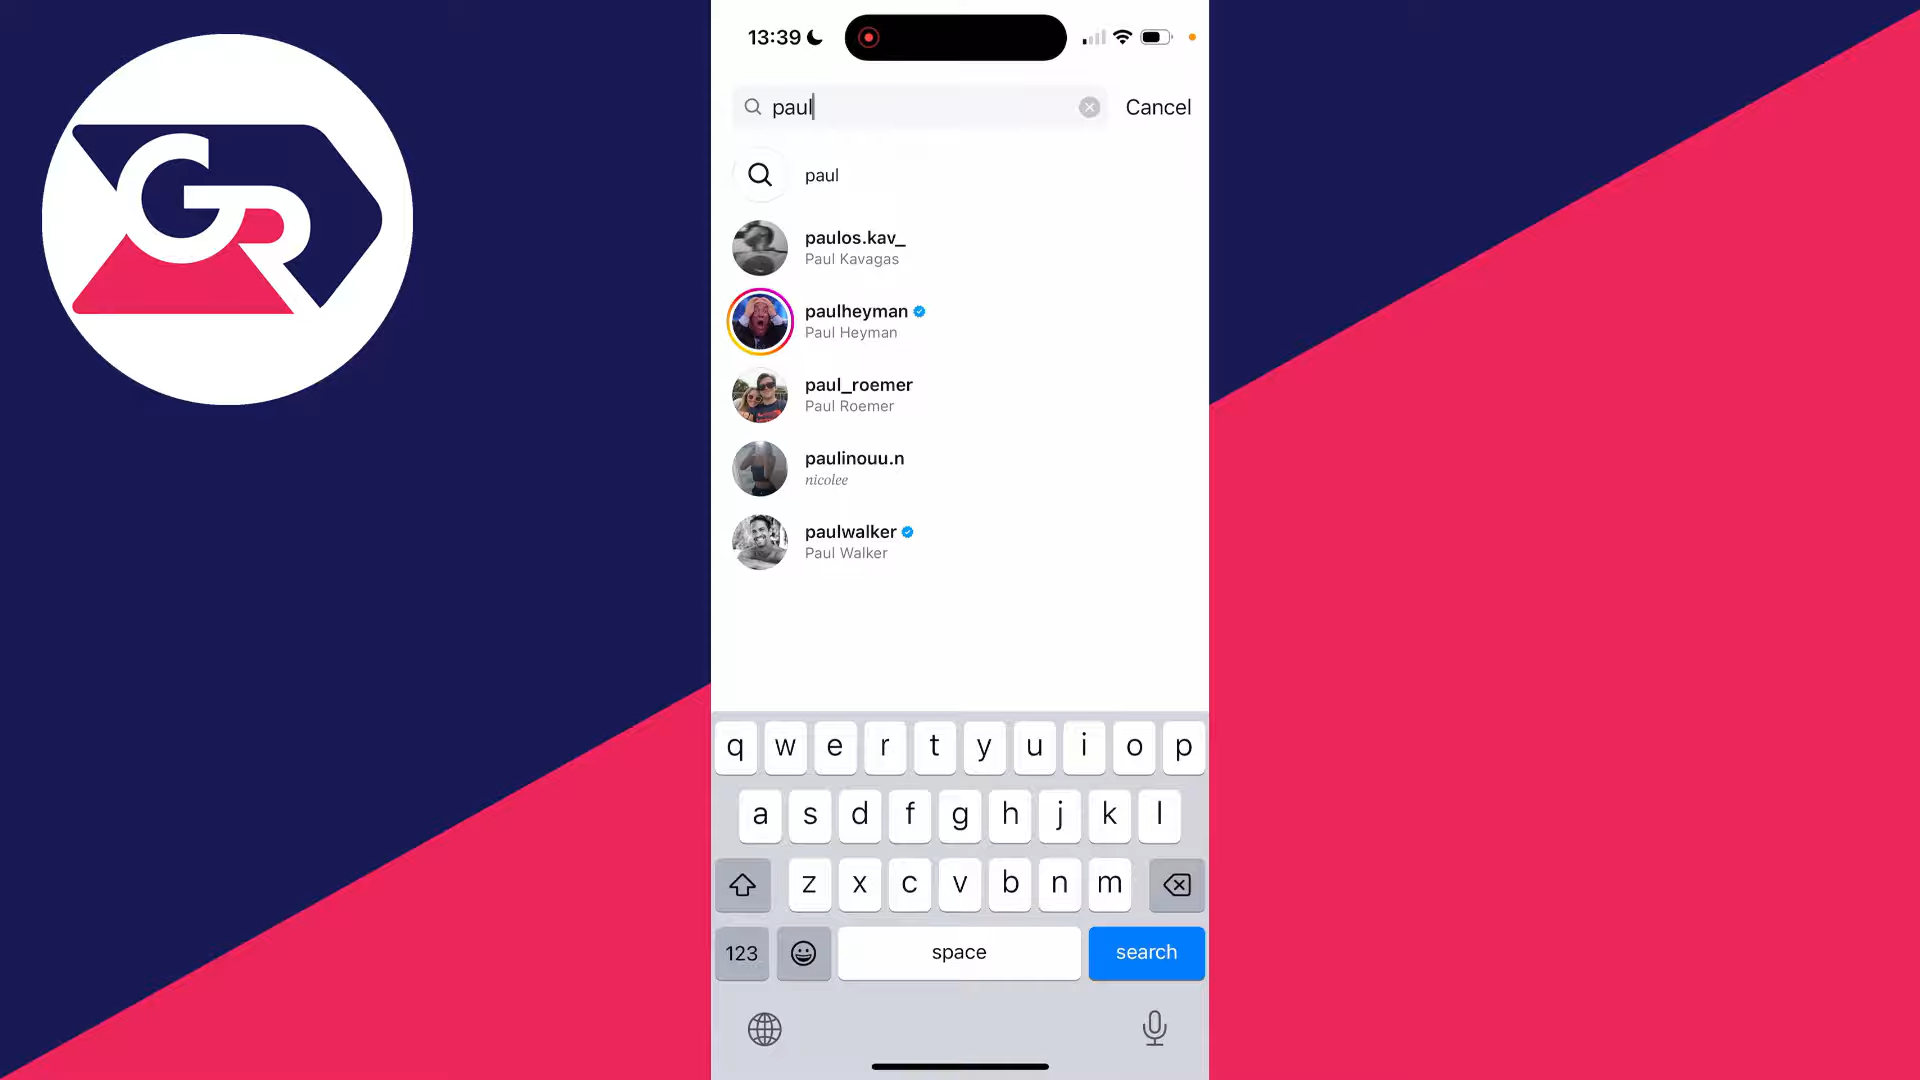 GR
13:39
paul
Cancel
paul
paulos.kav_
Paul Kavagas
paulheyman
Paul Heyman
paul_roemer
Paul Roemer
paulinouu.n
nicolee
paulwalker
Paul Walker
q w e r t y u i o p
a s d f g h j k l
z x c v b n m
123 space search